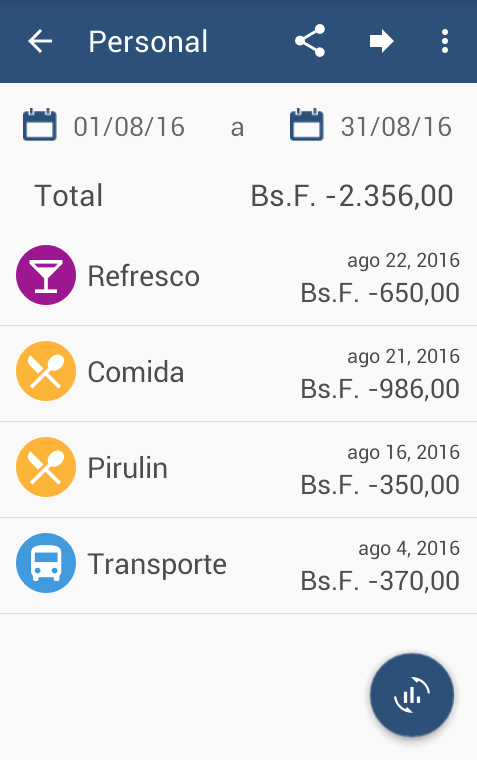 Personal
01/08/16 a 31/08/16
Total Bs.F. -2.356,00
ago 22, 2016
Refresco Bs.F. -650,00
ago 21, 2016
Comida Bs.F. -986,00
ago 16, 2016
Pirulin Bs.F. -350,00
ago 4, 2016
Transporte Bs.F. -370,00